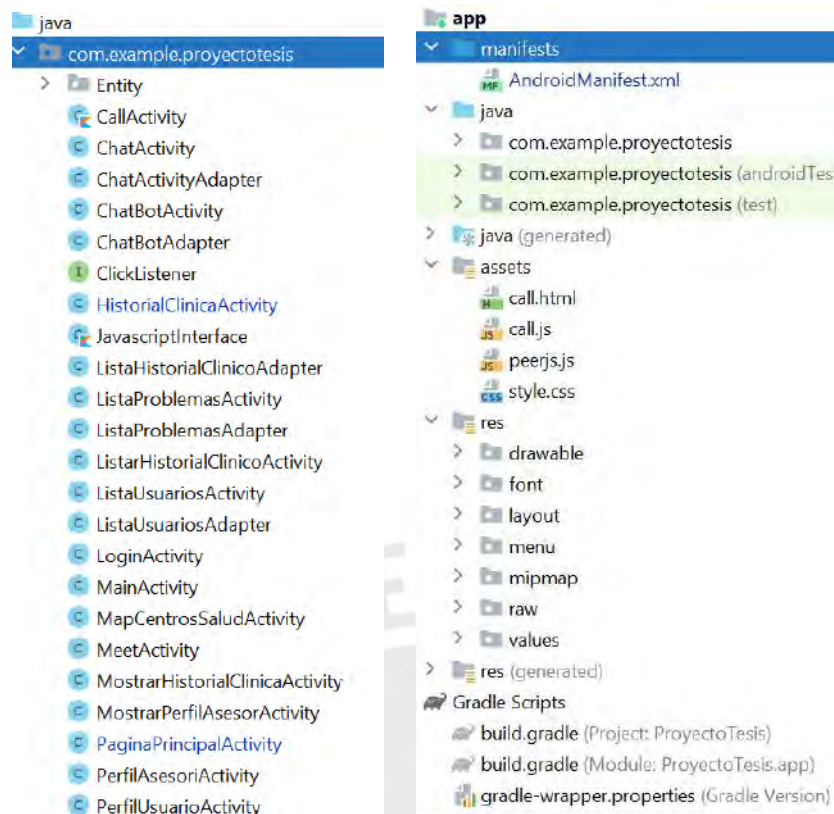 java
com.example.proyectotesis
Entity
CallActivity
ChatActivity
ChatActivityAdapter
ChatBotActivity
ChatBotAdapter
ClickListener
HistorialClinicaActivity
JavascriptInterface
ListaHistorialClinicoAdapter
ListaProblemasActivity
ListaProblemasAdapter
ListarHistorialClinicoActivity
ListaUsuariosActivity
ListaUsuariosAdapter
LoginActivity
MainActivity
MapCentrosSaludActivity
MeetActivity
MostrarHistorialClinicaActivity
MostrarPerfilAsesorActivity
PaginaPrincipalActivity
PerfilAsesoriActivity
PerfilUsuarioActivity
app
manifests
AndroidManifest.xml
java
com.example.proyectotesis
com.example.proyectotesis (androidTes
com.example.proyectotesis (test)
java (generated)
assets
call.html
call.js
peerjs.js
style.css
res
drawable
font
layout
menu
mipmap
raw
values
res (generated)
Gradle Scripts
build.gradle (Project: ProyectoTesis)
build.gradle (Module: ProyectoTesis.app)
gradle-wrapper.properties (Gradle Version)